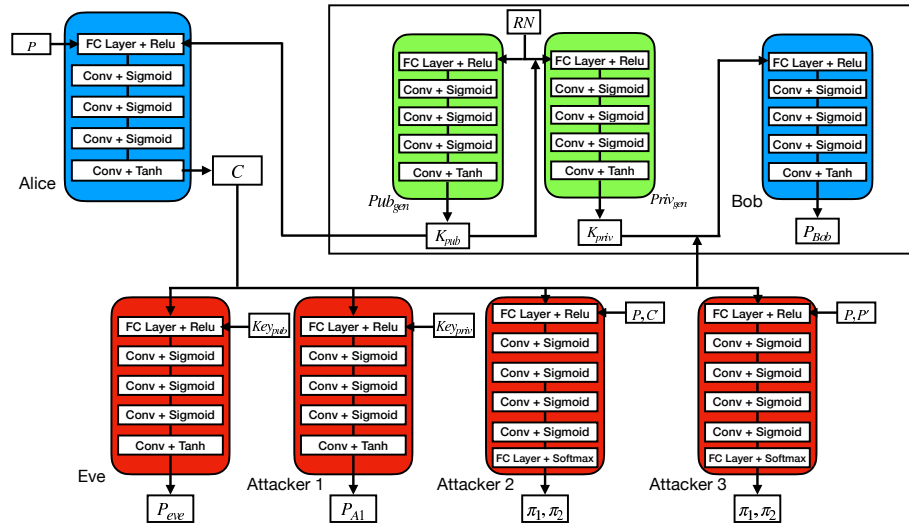 P
FC Layer + Relu
Conv + Sigmoid
Conv + Sigmoid
Conv + Sigmoid
Conv + Tanh
Alice
C
RN
FC Layer + Relu
Conv + Sigmoid
Conv + Sigmoid
Conv + Sigmoid
Conv + Tanh
Pub_gen
K_pub
FC Layer + Relu
Conv + Sigmoid
Conv + Sigmoid
Conv + Sigmoid
Conv + Tanh
Priv_gen
K_priv
FC Layer + Relu
Conv + Sigmoid
Conv + Sigmoid
Conv + Sigmoid
Conv + Tanh
Bob
P_Bob
FC Layer + Relu
Key_pub
Conv + Sigmoid
Conv + Sigmoid
Conv + Sigmoid
Conv + Tanh
Eve
P_eve
FC Layer + Relu
Key_priv
Conv + Sigmoid
Conv + Sigmoid
Conv + Sigmoid
Conv + Tanh
Attacker 1
P_A1
FC Layer + Relu
P, C'
Conv + Sigmoid
Conv + Sigmoid
Conv + Sigmoid
Conv + Sigmoid
FC Layer + Softmax
Attacker 2
π₁, π₂
FC Layer + Relu
P, P'
Conv + Sigmoid
Conv + Sigmoid
Conv + Sigmoid
Conv + Sigmoid
FC Layer + Softmax
Attacker 3
π₁, π₂